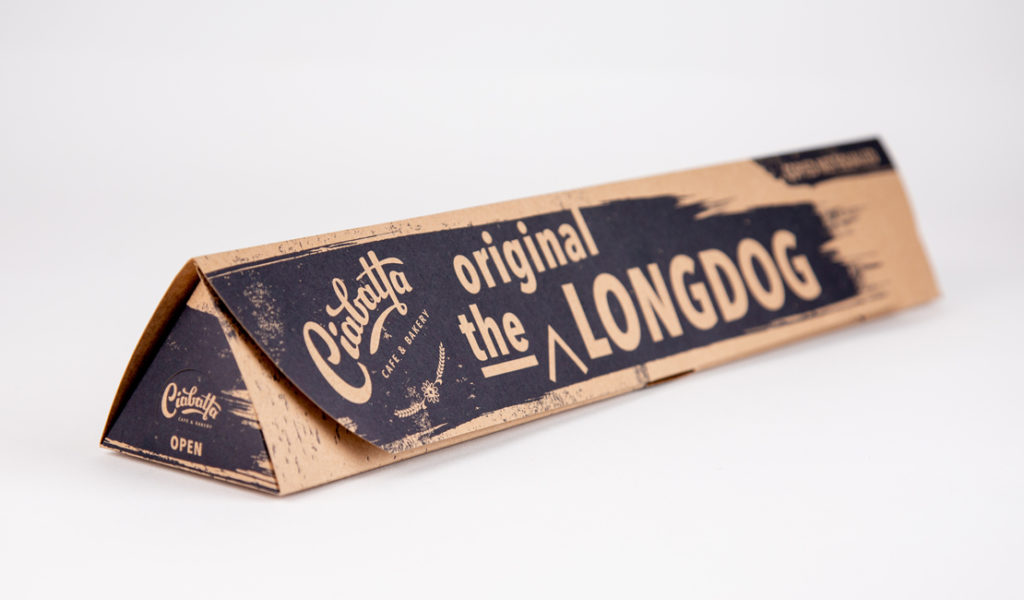 Ciabatta
CAFE & BAKERY
original
the ^ LONGDOG
Ciabatta
CAFE & BAKERY
OPEN